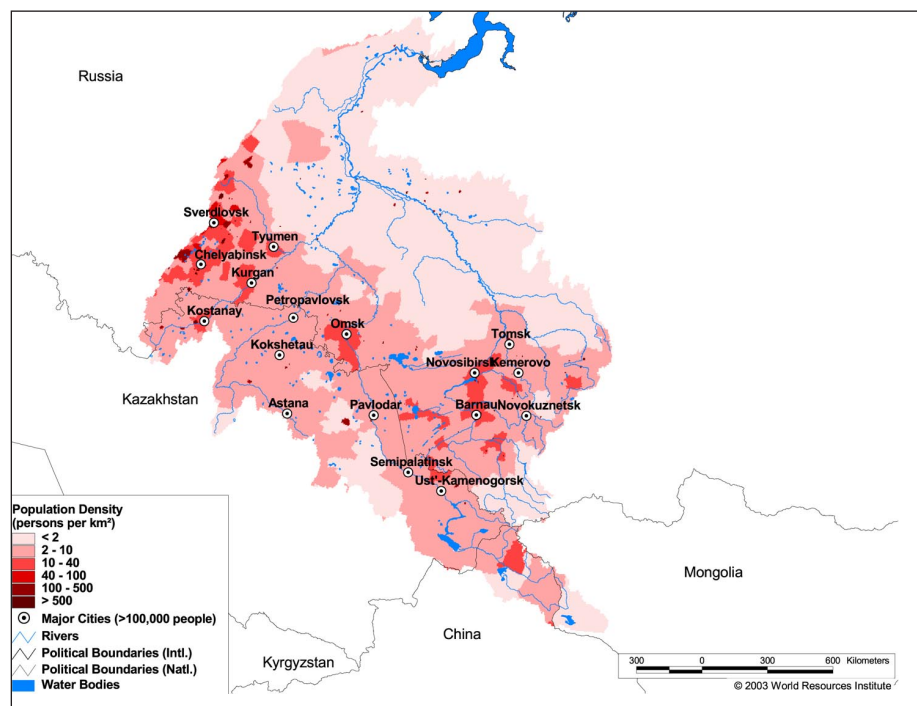 Russia
Sverdlovsk
Tyumen
Chelyabinsk
Kurgan
Petropavlovsk
Kostanay
Omsk
Tomsk
Kokshetau
Novosibirsk
Kemerovo
Kazakhstan
Astana
Pavlodar
Barnau
Novokuznetsk
Semipalatinsk
Ust'-Kamenogorsk
Mongolia
China
Kyrgyzstan
Population Density
(persons per km²)
< 2
2 - 10
10 - 40
40 - 100
100 - 500
> 500
Major Cities (>100,000 people)
Rivers
Political Boundaries (Intl.)
Political Boundaries (Natl.)
Water Bodies
300 0 300 600 Kilometers
© 2003 World Resources Institute